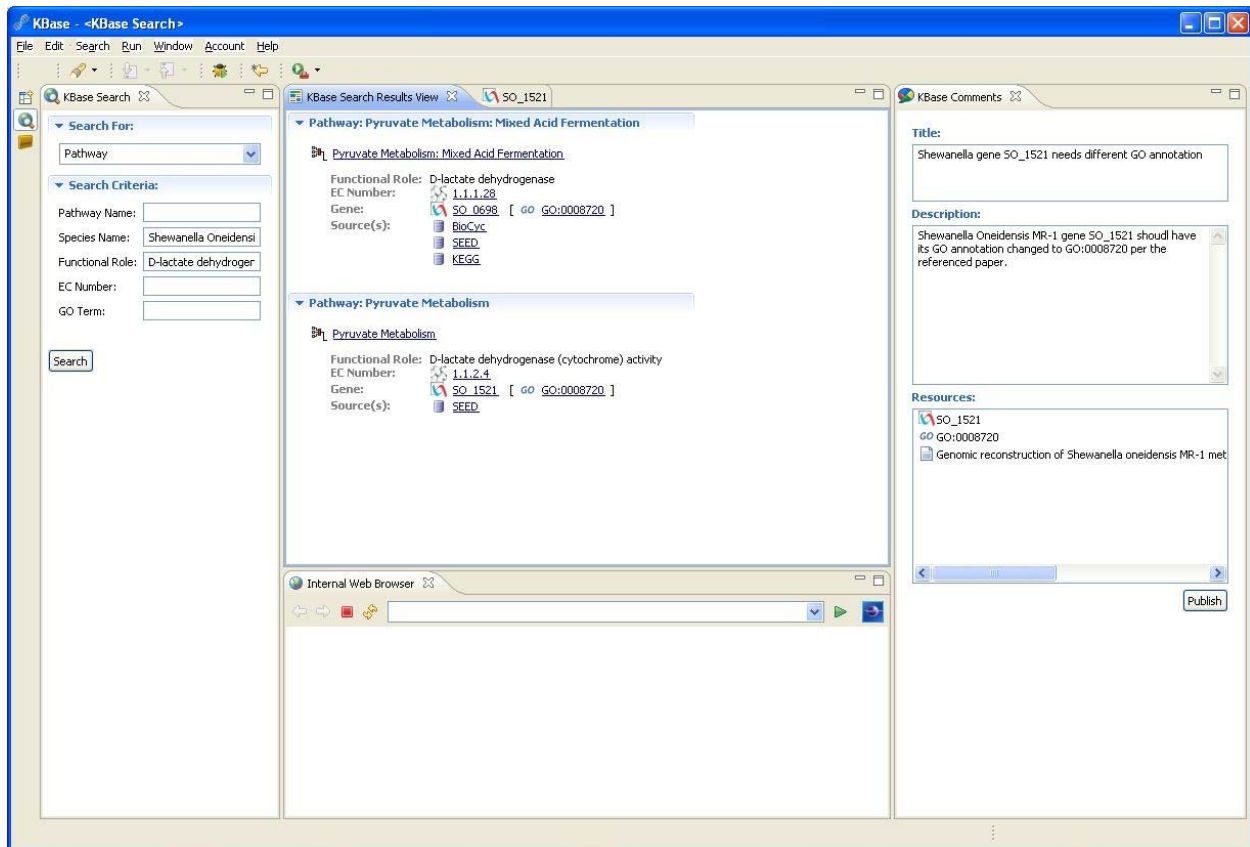 KBase - <KBase Search>
File Edit Search Run Window Account Help
KBase Search
Search For:
Pathway
Search Criteria:
Pathway Name:
Species Name: Shewanella Oneidensi
Functional Role: D-lactate dehydroger
EC Number:
GO Term:
Search
KBase Search Results View SO_1521
Pathway: Pyruvate Metabolism: Mixed Acid Fermentation
Pyruvate Metabolism: Mixed Acid Fermentation
Functional Role: D-lactate dehydrogenase
EC Number: 1.1.1.28
Gene: SO_0698 [ GO GO:0008720 ]
Source(s): BioCyc
SEED
KEGG
Pathway: Pyruvate Metabolism
Pyruvate Metabolism
Functional Role: D-lactate dehydrogenase (cytochrome) activity
EC Number: 1.1.2.4
Gene: SO_1521 [ GO GO:0008720 ]
Source(s): SEED
Internal Web Browser
KBase Comments
Title:
Shewanella gene SO_1521 needs different GO annotation
Description:
Shewanella Oneidensis MR-1 gene SO_1521 shoudl have
its GO annotation changed to GO:0008720 per the
referenced paper.
Resources:
SO_1521
GO GO:0008720
Genomic reconstruction of Shewanella oneidensis MR-1 met
Publish